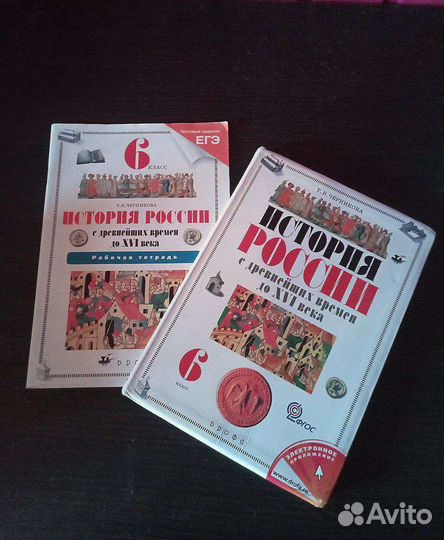 Тестовые задания
ЕГЭ
6
КЛАСС
Т.В.ЧЕРНИКОВА
ИСТОРИЯ РОССИИ
с древнейших времен
до XVI века
Рабочая тетрадь
ДРОФА
Т.В.ЧЕРНИКОВА
ИСТОРИЯ
РОССИИ
с древнейших времен
до XVI века
6
КЛАСС
ФГОС
ДРОФА
ЭЛЕКТРОННОЕ
ПРИЛОЖЕНИЕ
www.drofa.ru
Avito